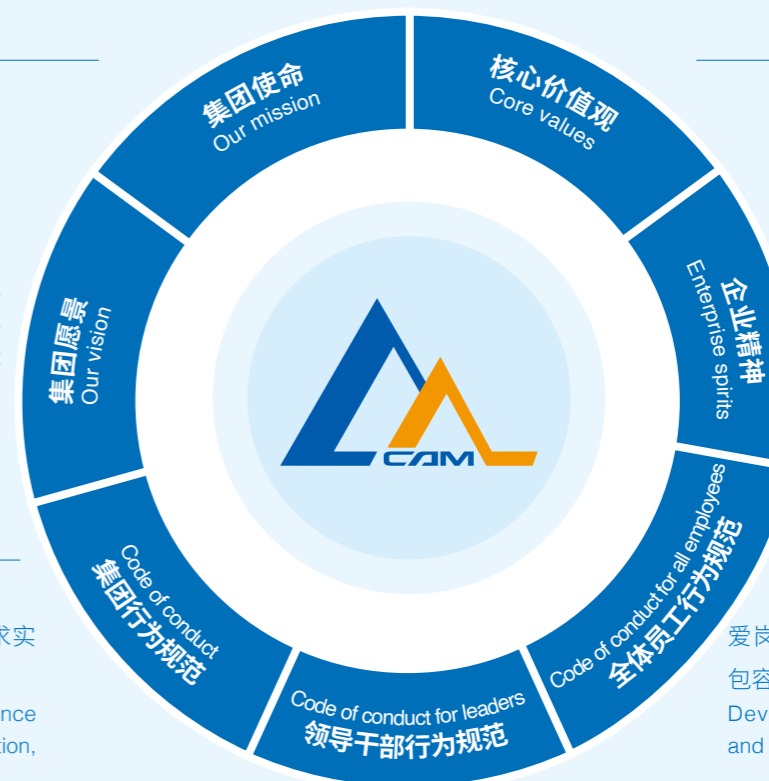 集团使命
Our mission
核心价值观
Core values
企业精神
Enterprise spirits
集团愿景
Our vision
CAM
Code of conduct for all employees
全体员工行为规范
Code of conduct
集团行为规范
Code of conduct for leaders
领导干部行为规范
求实
nce
tion,
爱岗
包容
Dev
and